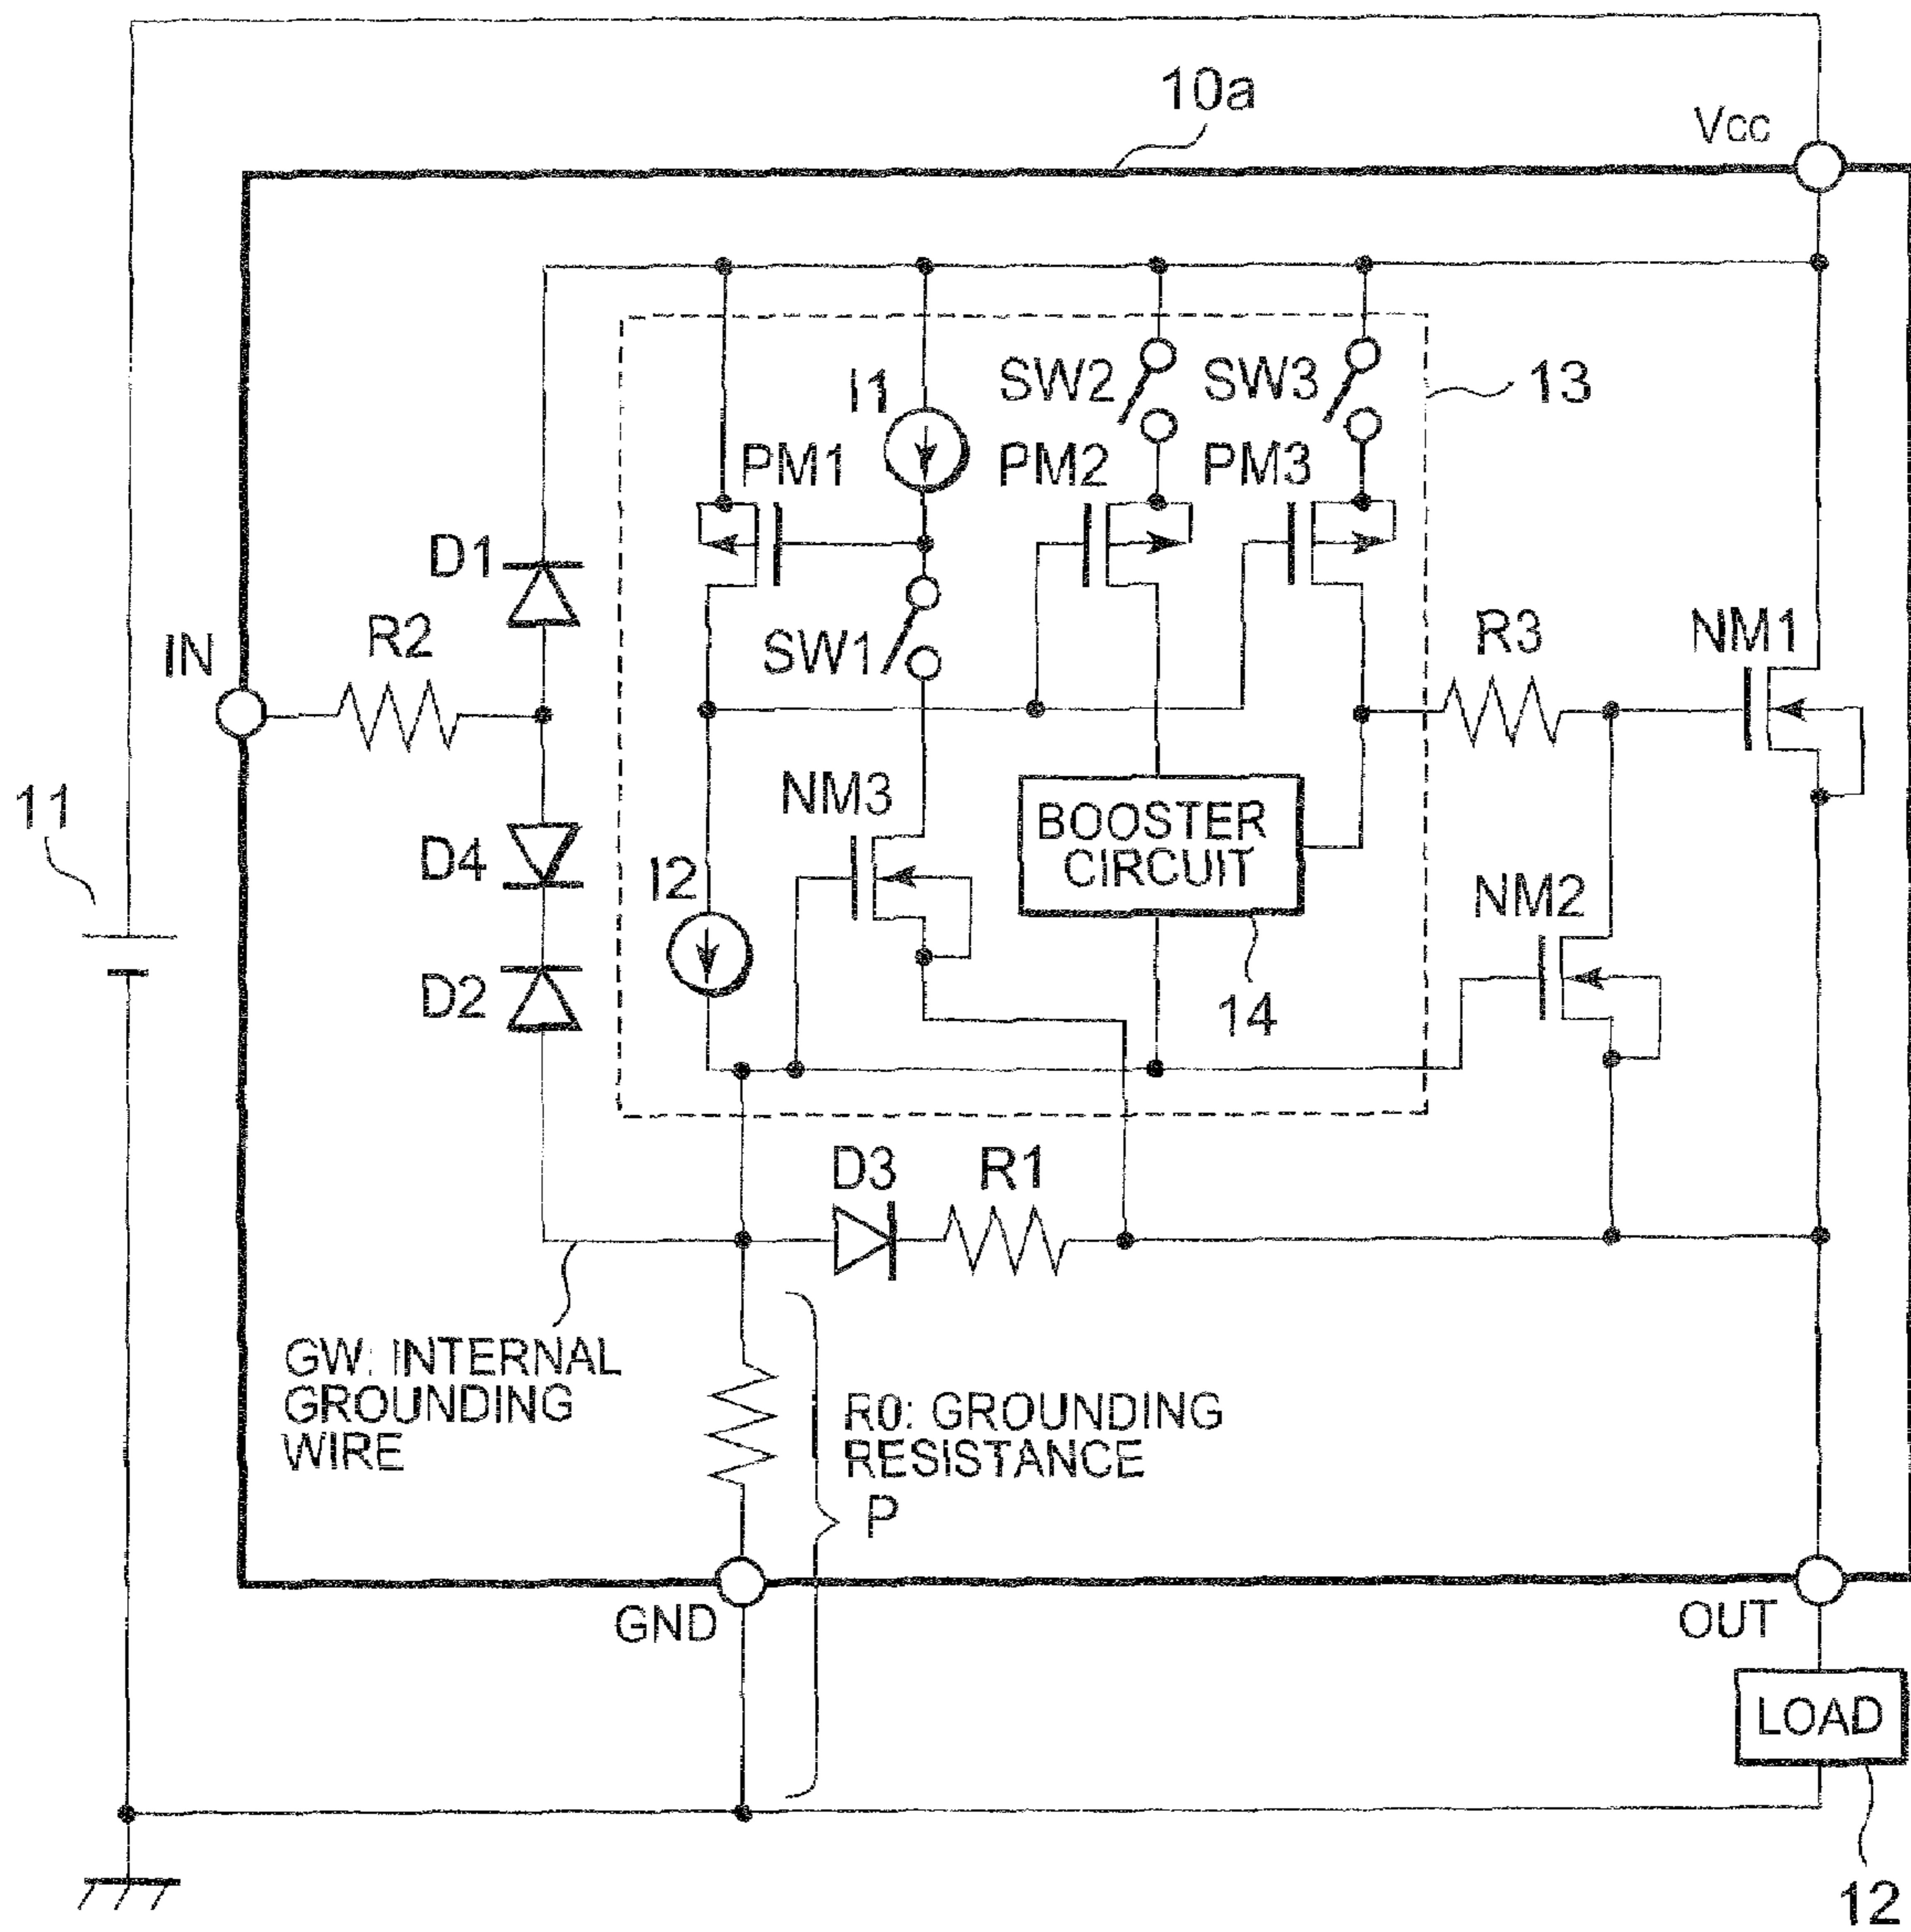 10a
Vcc
SW2
SW3
13
I1
PM1
PM2
PM3
D1
R2
IN
SW1
R3
NM1
11
NM3
BOOSTER
CIRCUIT
D4
I2
NM2
D2
14
D3
R1
GW: INTERNAL
GROUNDING
WIRE
R0: GROUNDING
RESISTANCE
P
GND
OUT
LOAD
12